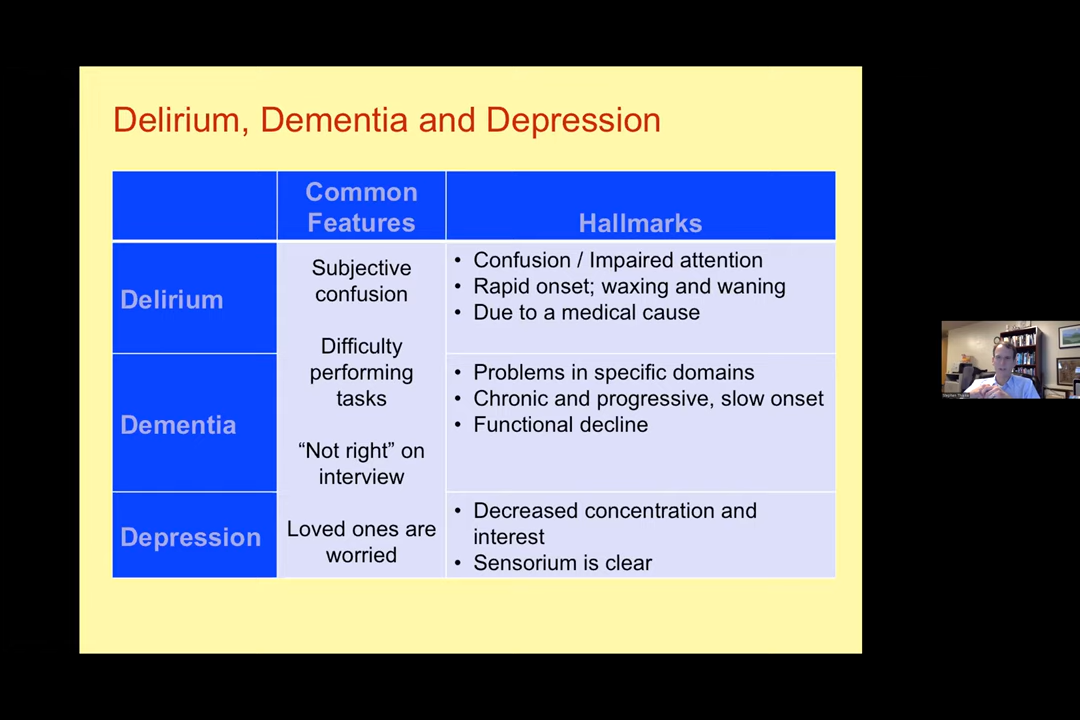 Delirium, Dementia and Depression
Common
Features
Hallmarks
Delirium
Subjective
confusion
Difficulty
performing
tasks
“Not right” on
interview
Loved ones are
worried
• Confusion / Impaired attention
• Rapid onset; waxing and waning
• Due to a medical cause
Dementia
• Problems in specific domains
• Chronic and progressive, slow onset
• Functional decline
Depression
• Decreased concentration and
interest
• Sensorium is clear